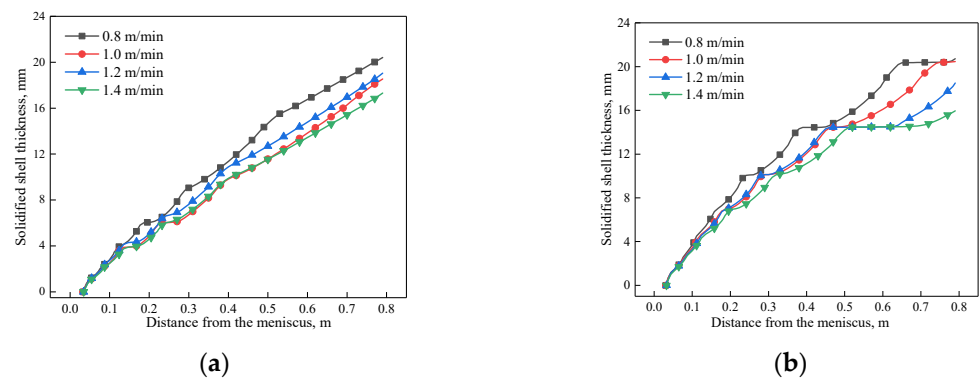 24
20
16
12
8
4
0
Solidified shell thickness, mm
0.8 m/min
1.0 m/min
1.2 m/min
1.4 m/min
0.0 0.1 0.2 0.3 0.4 0.5 0.6 0.7 0.8
Distance from the meniscus, m
(a)
24
20
16
12
8
4
0
Solidified shell thickness, mm
0.8 m/min
1.0 m/min
1.2 m/min
1.4 m/min
0.0 0.1 0.2 0.3 0.4 0.5 0.6 0.7 0.8
Distance from the meniscus, m
(b)